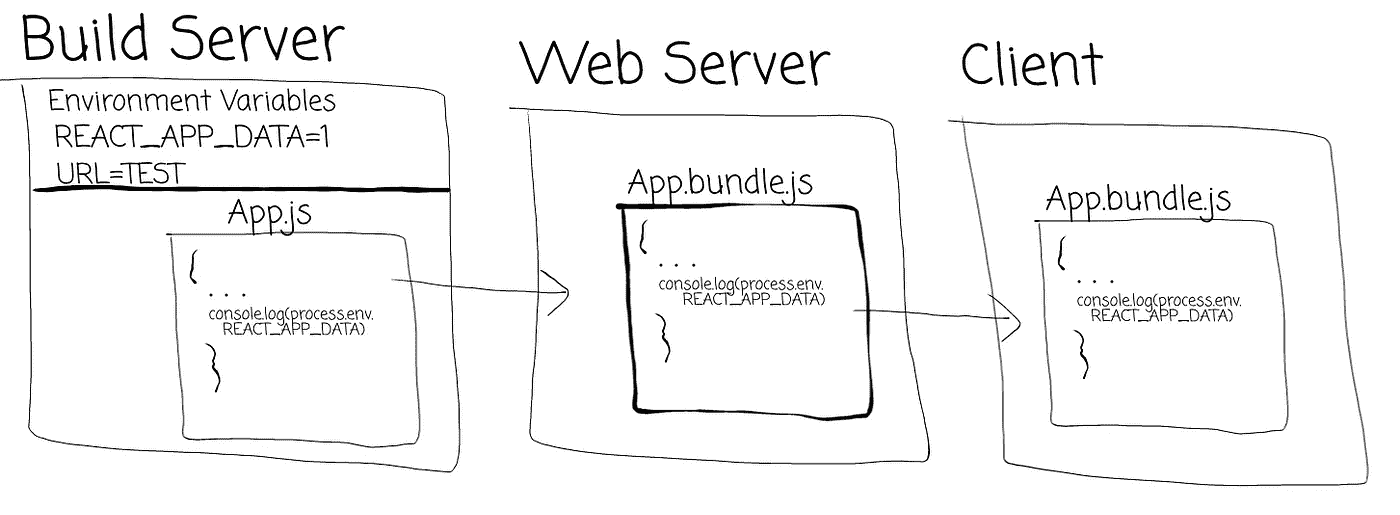 Build Server
Environment Variables
REACT_APP_DATA=1
URL=TEST
App.js
{
...
console.log(process.env.
REACT_APP_DATA)
}
Web Server
App.bundle.js
{
...
console.log(process.env.
REACT_APP_DATA)
}
Client
App.bundle.js
{
...
console.log(process.env.
REACT_APP_DATA)
}